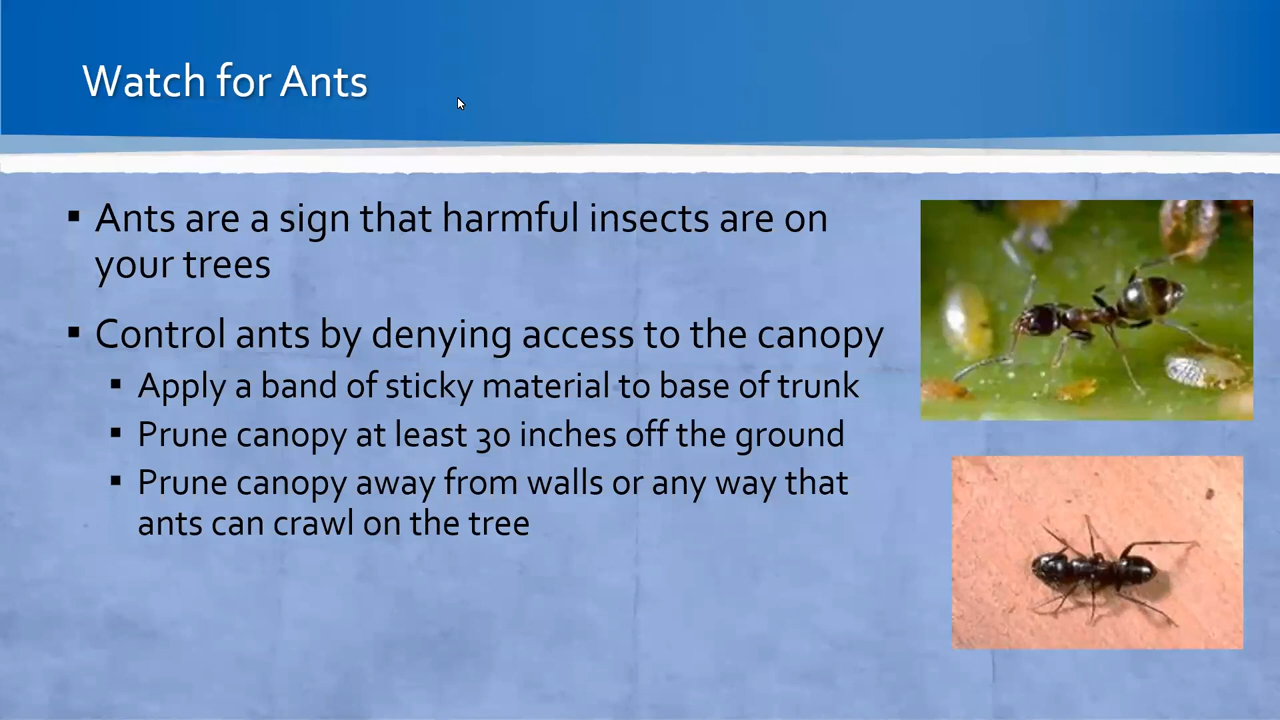 Watch for Ants
▪ Ants are a sign that harmful insects are on
your trees
▪ Control ants by denying access to the canopy
▪ Apply a band of sticky material to base of trunk
▪ Prune canopy at least 30 inches off the ground
▪ Prune canopy away from walls or any way that
ants can crawl on the tree